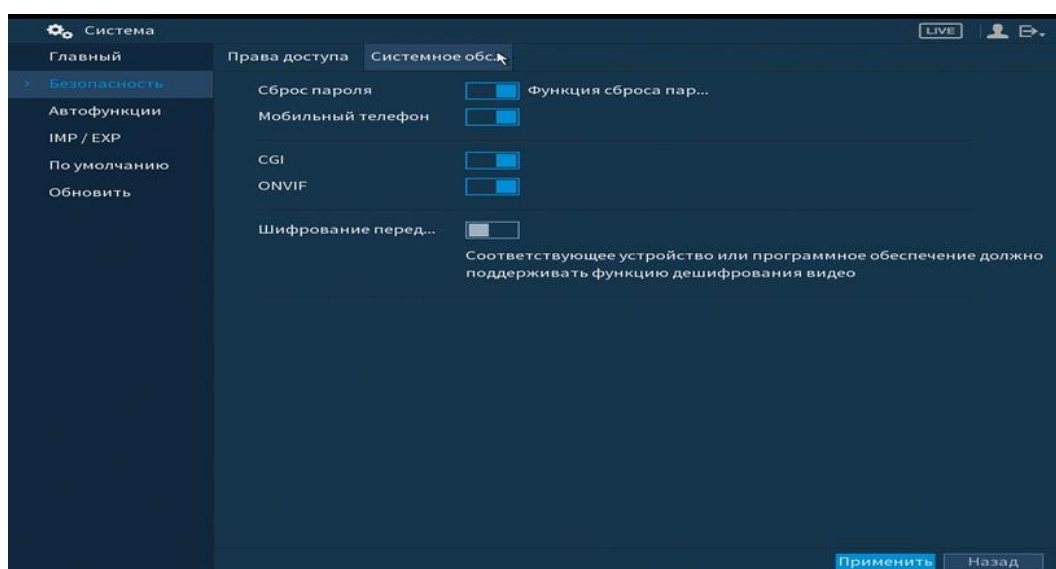 Система
LIVE
Главный
Права доступа
Системное обс..
Безопасность
Сброс пароля
Функция сброса пар...
Автофункции
Мобильный телефон
IMP / EXP
CGI
По умолчанию
ONVIF
Обновить
Шифрование перед...
Соответствующее устройство или программное обеспечение должно
поддерживать функцию дешифрования видео
Применить
Назад